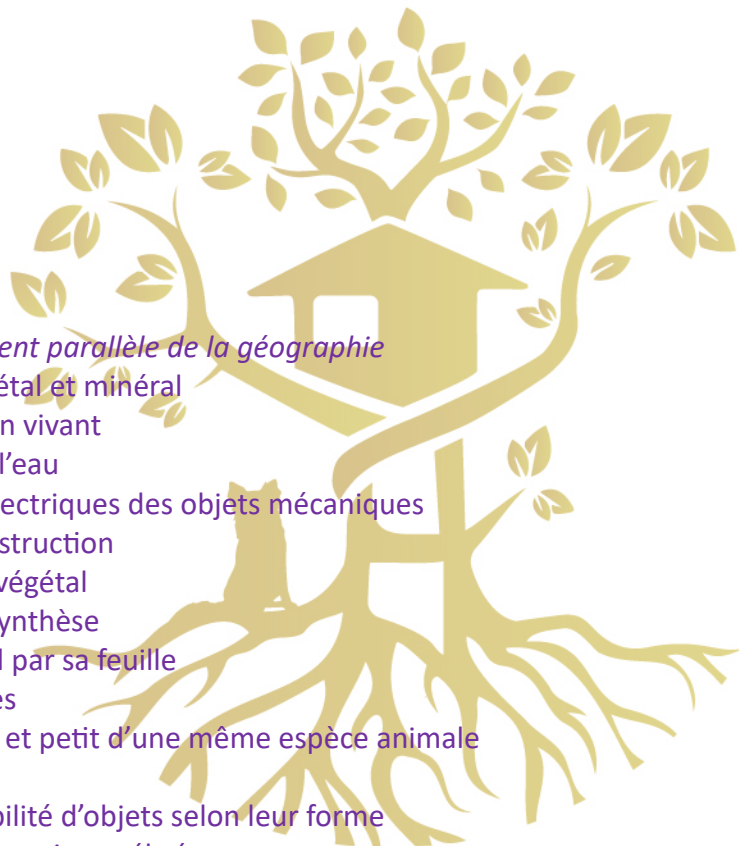 ent parallèle de la géographie
étal et minéral
n vivant
l’eau
ectriques des objets mécaniques
struction
végétal
synthèse
l par sa feuille
es
et petit d’une même espèce animale
bilité d’objets selon leur forme